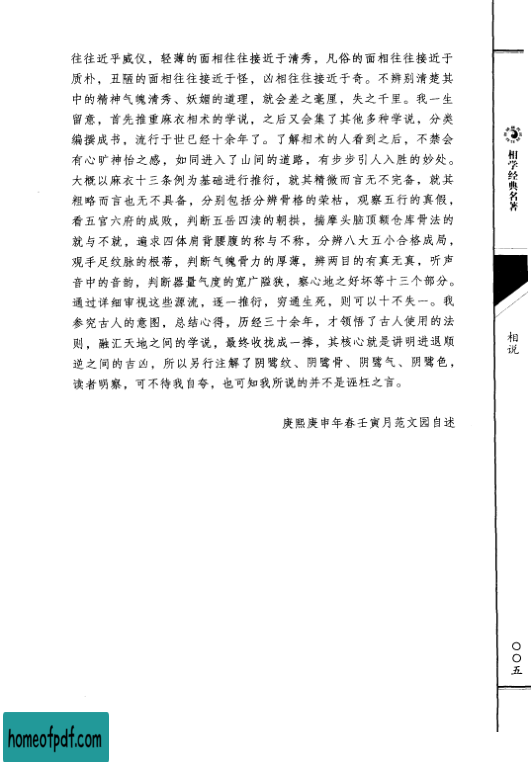 往往近乎威仪，轻薄的面相往往接近于清秀，凡俗的面相往往接近于
质朴，丑陋的面相往往接近于怪，凶相往往接近于奇。不辨别清楚其
中的精神气魄清秀、妖媚的道理，就会差之毫厘，失之千里。我一生
留意，首先推重麻衣相术的学说，之后又会集了其他多种学说，分类
编撰成书，流行于世已经十余年了。了解相术的人看到之后，不禁会
有心旷神怡之感，如同进入了山间的道路，有步步引人入胜的妙处。
大概以麻衣十三条例为基础进行推衍，就其精微而言无不完备，就其
粗略而言也无不具备，分别包括分辨骨格的荣枯，观察五行的真假，
看五官六府的成败，判断五岳四渎的朝拱，揣摩头脑顶额仓库骨法的
就与不就，遍求四体肩背腰腹的称与不称，分辨八大五小合格成局，
观手足纹脉的根蒂，判断气魄骨力的厚薄，辨两目的有真无真，听声
音中的音韵，判断器量气度的宽广隘狭，察心地之好坏等十三个部分。
通过详细审视这些源流，逐一推衍，穷通生死，则可以十不失一。我
参究古人的意图，总结心得，历经三十余年，才领悟了古人使用的法
则，融汇天地之间的学说，最终收拢成一捧，其核心就是讲明进退顺
逆之间的吉凶，所以另行注解了阴骘纹、阴骘骨、阴骘气、阴骘色，
读者明察，可不待我自夸，也可知我所说的并不是诬枉之言。
庚熙庚申年春壬寅月范文园自述
相学经典名著
相说
〇〇五
homeofpdf.com